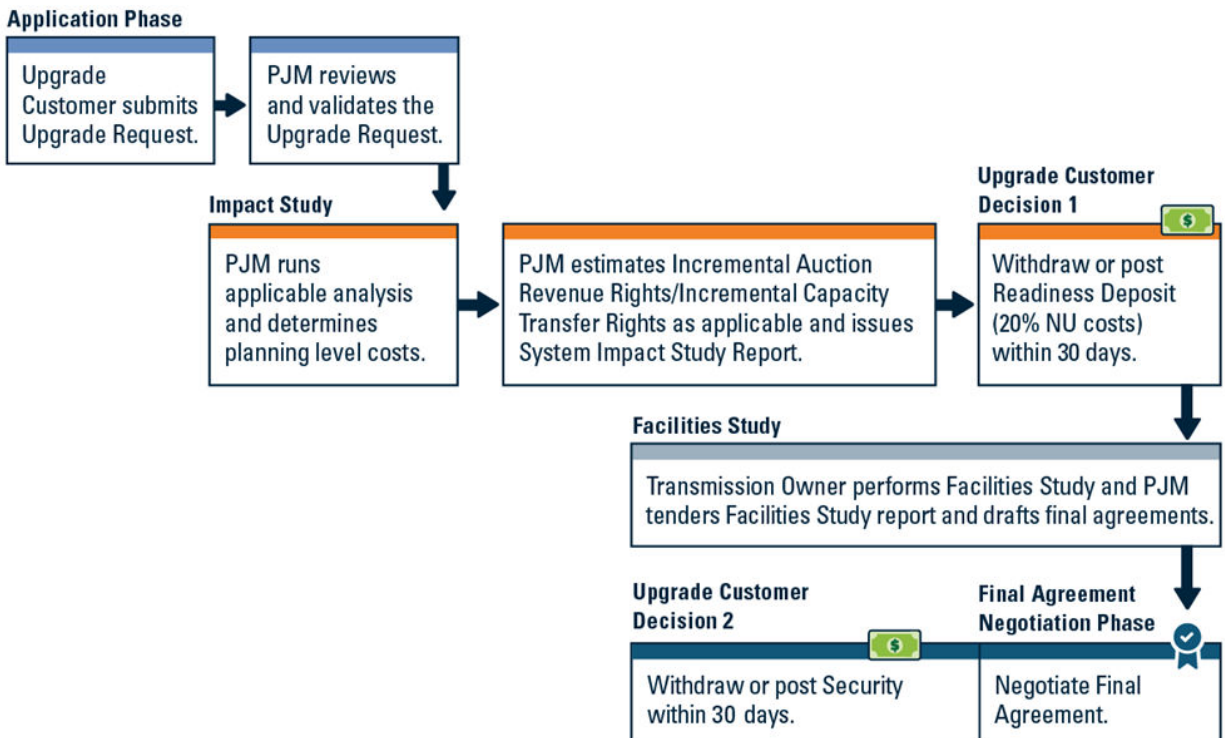 Application Phase
Upgrade
Customer submits
Upgrade Request.
PJM reviews
and validates the
Upgrade Request.
Impact Study
PJM runs
applicable analysis
and determines
planning level costs.
PJM estimates Incremental Auction
Revenue Rights/Incremental Capacity
Transfer Rights as applicable and issues
System Impact Study Report.
Upgrade Customer
Decision 1
$
Withdraw or post
Readiness Deposit
(20% NU costs)
within 30 days.
Facilities Study
Transmission Owner performs Facilities Study and PJM
tenders Facilities Study report and drafts final agreements.
Upgrade Customer
Decision 2
$
Withdraw or post Security
within 30 days.
Final Agreement
Negotiation Phase
Negotiate Final
Agreement.